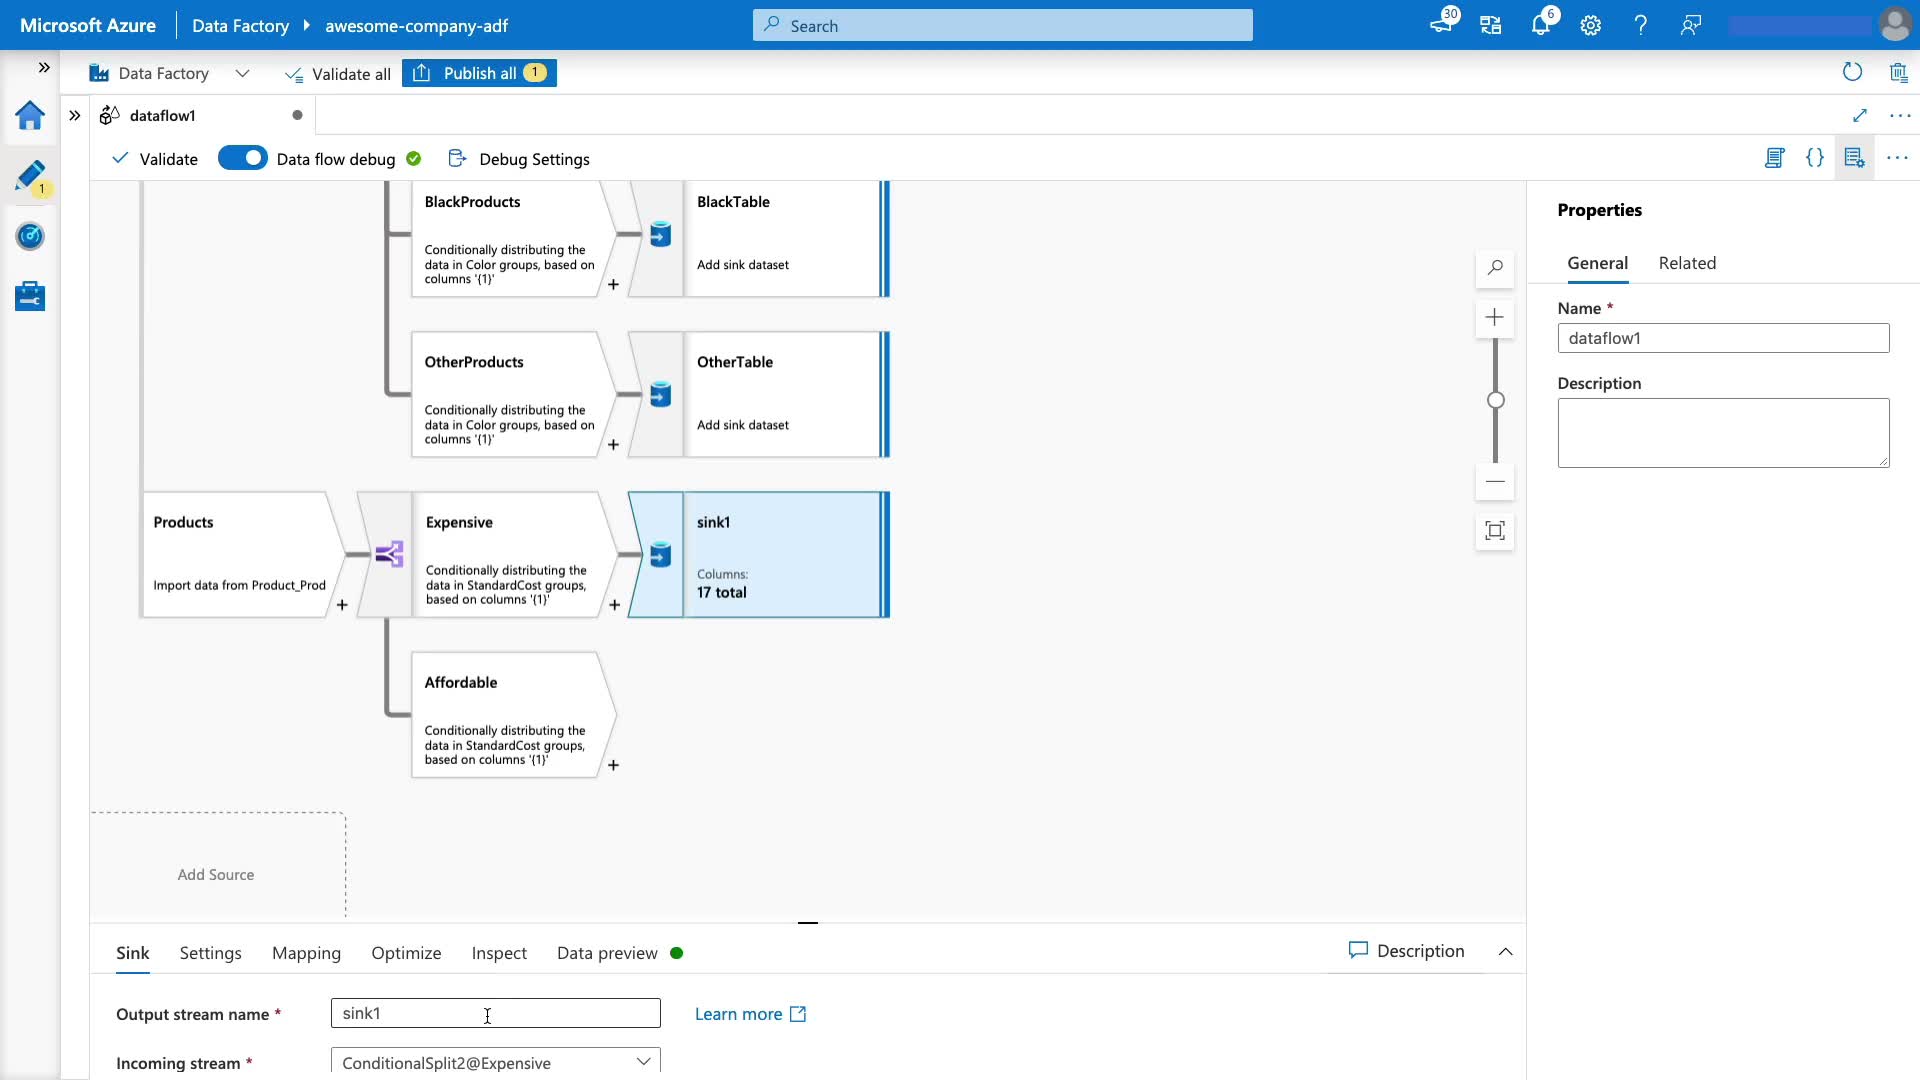 Microsoft Azure
Data Factory
awesome-company-adf
Search
30
6
Data Factory
Validate all
Publish all
1
dataflow1
Validate
Data flow debug
Debug Settings
1
BlackProducts
Conditionally distributing the
data in Color groups, based on
columns '{1}'
+
BlackTable
Add sink dataset
OtherProducts
Conditionally distributing the
data in Color groups, based on
columns '{1}'
+
OtherTable
Add sink dataset
Products
Import data from Product_Prod
+
Expensive
Conditionally distributing the
data in StandardCost groups,
based on columns '{1}'
+
sink1
Columns:
17 total
Affordable
Conditionally distributing the
data in StandardCost groups,
based on columns '{1}'
+
Add Source
Properties
General
Related
Name *
dataflow1
Description
Sink
Settings
Mapping
Optimize
Inspect
Data preview
Description
Output stream name *
sink1
Learn more
Incoming stream *
ConditionalSplit2@Expensive